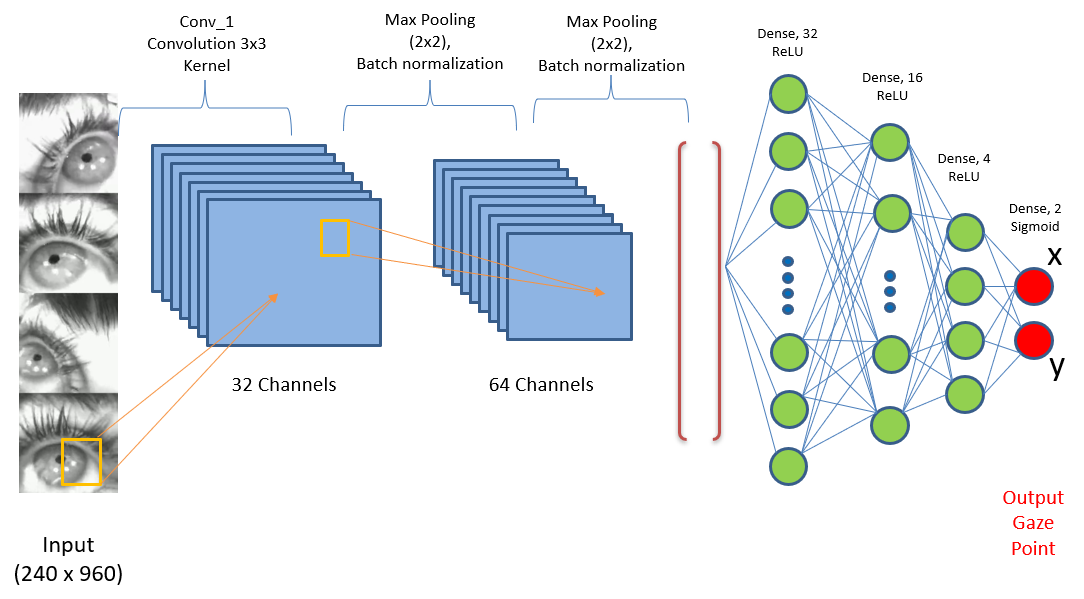 Conv_1
Convolution 3x3
Kernel
Max Pooling
(2x2),
Batch normalization
Max Pooling
(2x2),
Batch normalization
Dense, 32
ReLU
Dense, 16
ReLU
Dense, 4
ReLU
Dense, 2
Sigmoid
x
y
32 Channels
64 Channels
Output
Gaze
Point
Input
(240 x 960)